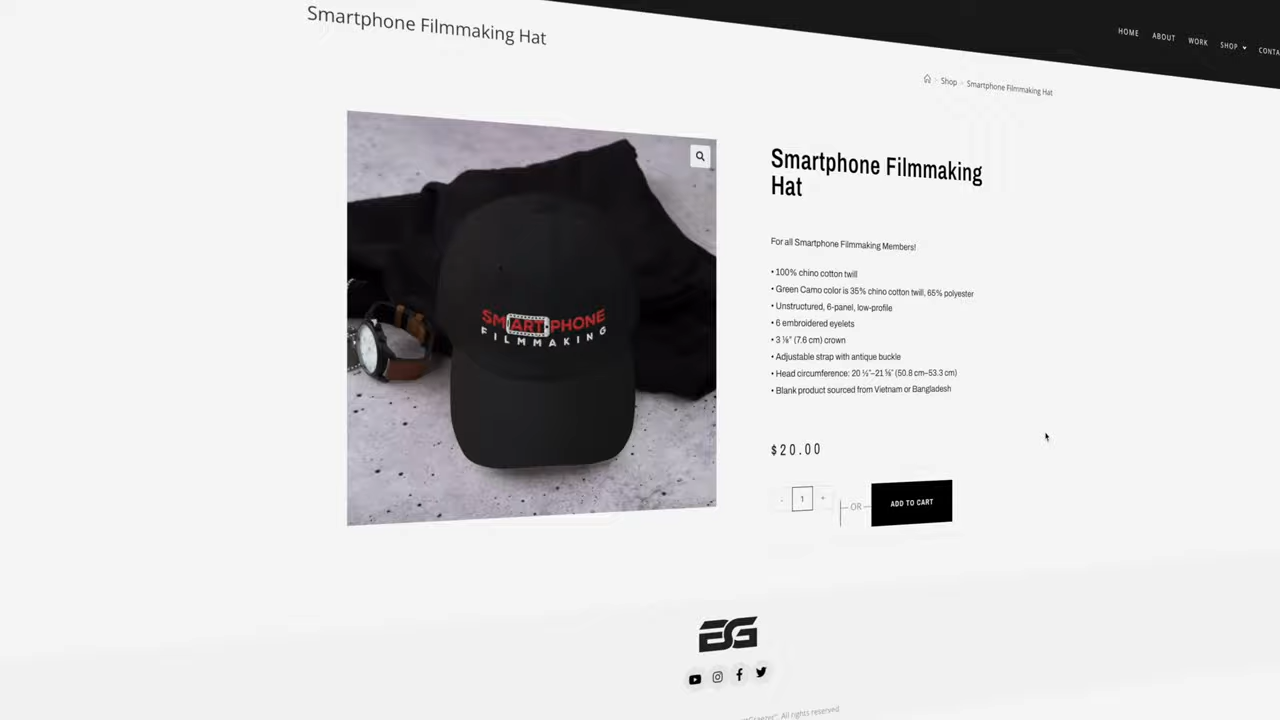 Smartphone Filmmaking Hat
HOME ABOUT WORK SHOP
Shop > Smartphone Filmmaking Hat
SMARTPHONE
FILMMAKING
Smartphone Filmmaking
Hat
For all Smartphone Filmmaking Members!
• 100% chino cotton twill
• Green Camo color is 35% chino cotton twill, 65% polyester
• Unstructured, 6-panel, low-profile
• 6 embroidered eyelets
• 3 ⅛" (7.6 cm) crown
• Adjustable strap with antique buckle
• Head circumference: 20 ½"–21 ⅝" (50.8 cm–53.3 cm)
• Blank product sourced from Vietnam or Bangladesh
$20.00
- 1 +
OR
ADD TO CART
BG
All rights reserved